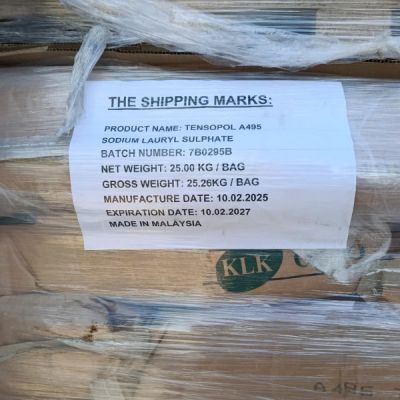 THE SHIPPING MARKS:
PRODUCT NAME: TENSOPOL A495
SODIUM LAURYL SULPHATE
BATCH NUMBER: 7B0295B
NET WEIGHT: 25.00 KG / BAG
GROSS WEIGHT: 25.26KG / BAG
MANUFACTURE DATE: 10.02.2025
EXPIRATION DATE: 10.02.2027
MADE IN MALAYSIA
KLK